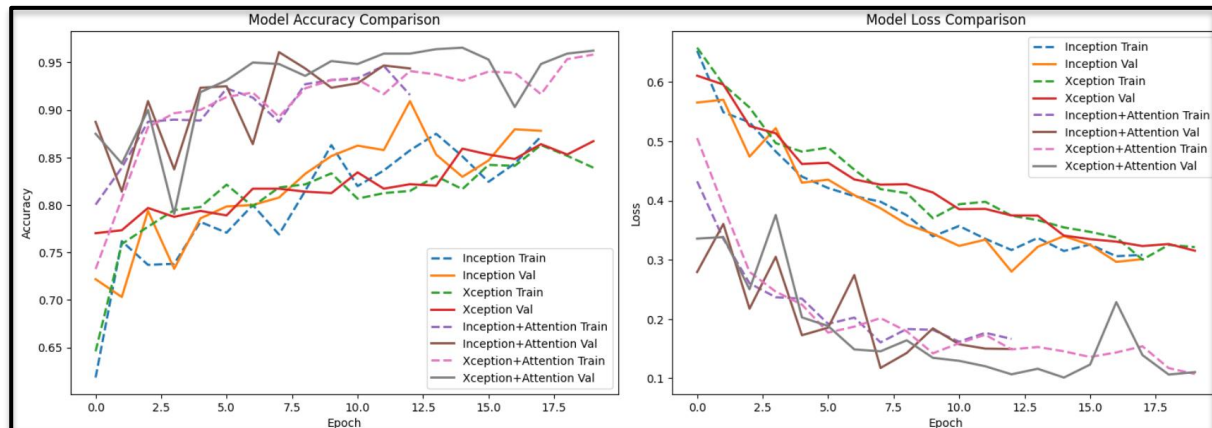 Model Accuracy Comparison
0.95
0.90
0.85
0.80
0.75
0.70
0.65
Accuracy
Inception Train
Inception Val
Xception Train
Xception Val
Inception+Attention Train
Inception+Attention Val
Xception+Attention Train
Xception+Attention Val
0.0 2.5 5.0 7.5 10.0 12.5 15.0 17.5
Epoch
Model Loss Comparison
0.6
0.5
0.4
0.3
0.2
0.1
Loss
Inception Train
Inception Val
Xception Train
Xception Val
Inception+Attention Train
Inception+Attention Val
Xception+Attention Train
Xception+Attention Val
0.0 2.5 5.0 7.5 10.0 12.5 15.0 17.5
Epoch